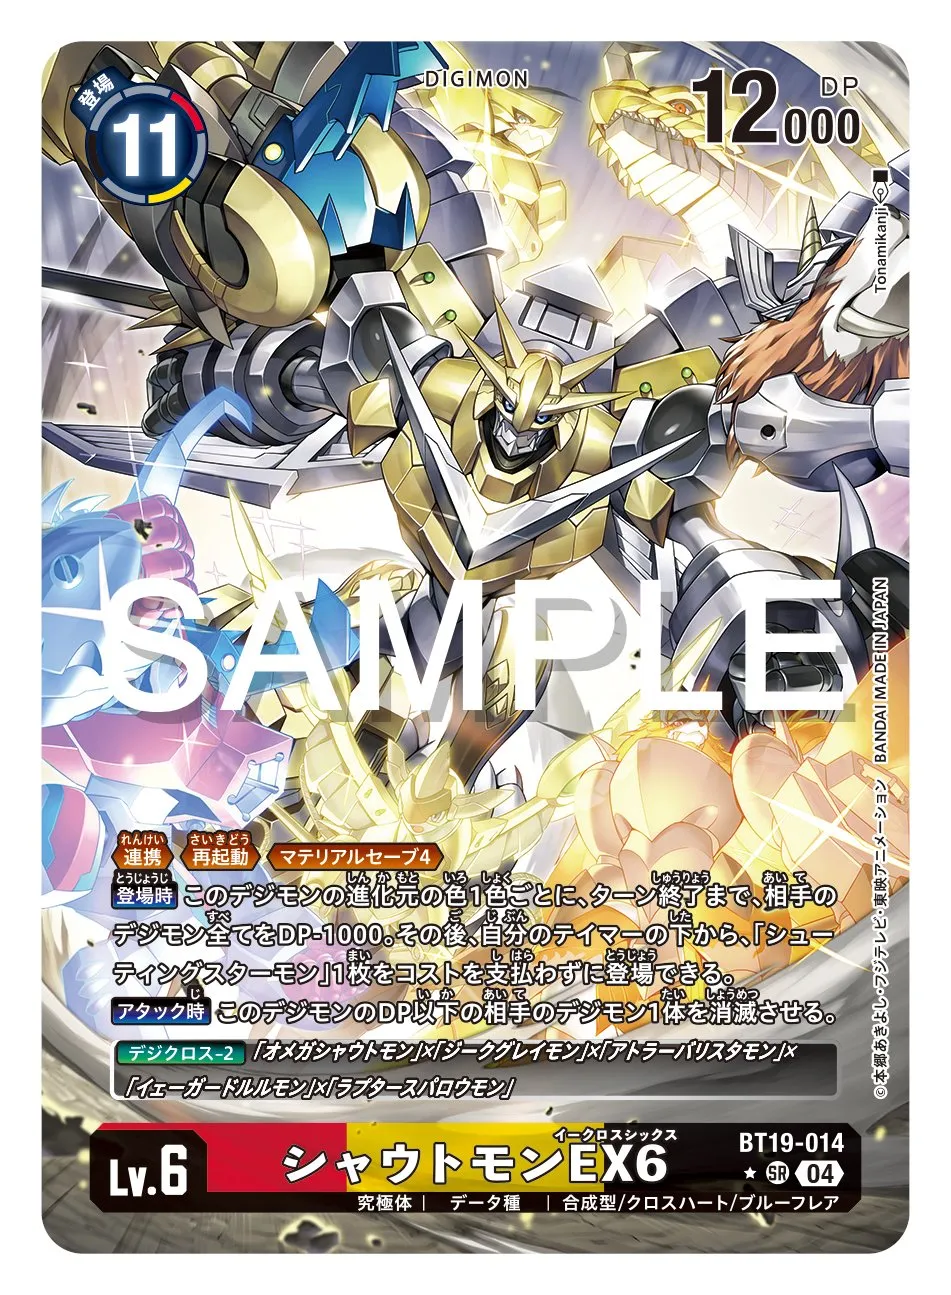 DIGIMON
登場
11
12000
DP
Tonamikanji
SAMPLE
連携 再起動 マテリアルセーブ4
登場時 このデジモンの進化元の色1色ごとに、ターン終了まで、相手の
デジモン全てをDP-1000。その後、自分のテイマーの下から、「シュー
ティングスターモン」1枚をコストを支払わずに登場できる。
アタック時 このデジモンのDP以下の相手のデジモン1体を消滅させる。
デジクロス-2 「オメガシャウトモン」×「ジークグレイモン」×「アトラーバリスタモン」×
「イェーガードルルモン」×「ラプタースパロウモン」
©本郷あきよし・フジテレビ・東映アニメーション BANDAI MADE IN JAPAN
Lv.6
イークロスシックス
シャウトモンEX6
BT19-014
SR 04
究極体 | データ種 | 合成型/クロスハート/ブルーフレア